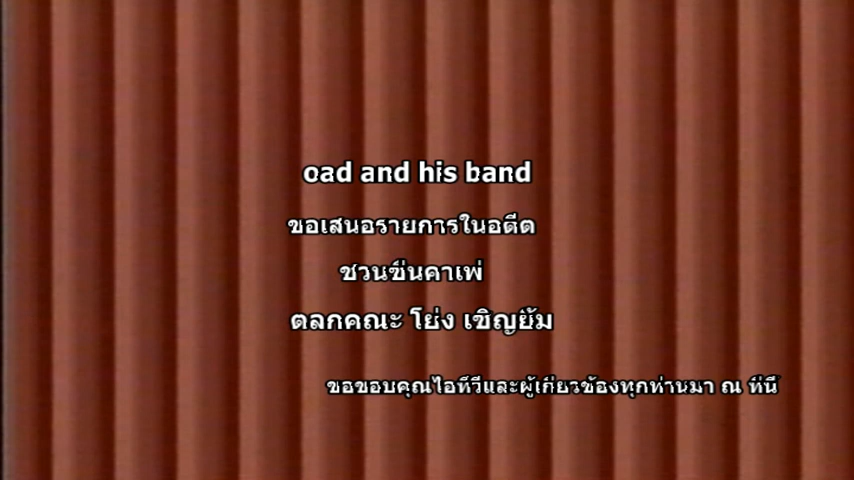 oad and his band
ขอเสนอรายการในอดีต
ชวนชื่นคาเฟ่
ตลกคณะ โย่ง เชิญยิ้ม
ขอขอบคุณไอทีวีและผู้เกี่ยวข้องทุกท่านมา ณ ที่นี้